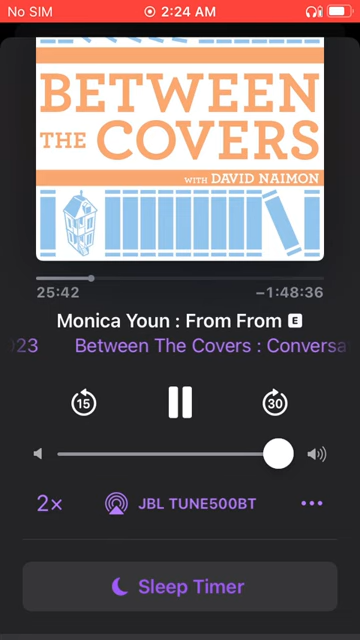 No SIM 2:24 AM
BETWEEN
THE COVERS
WITH DAVID NAIMON
25:42 -1:48:36
Monica Youn : From From E
023 Between The Covers : Conversa
15 30
2× JBL TUNE500BT
Sleep Timer